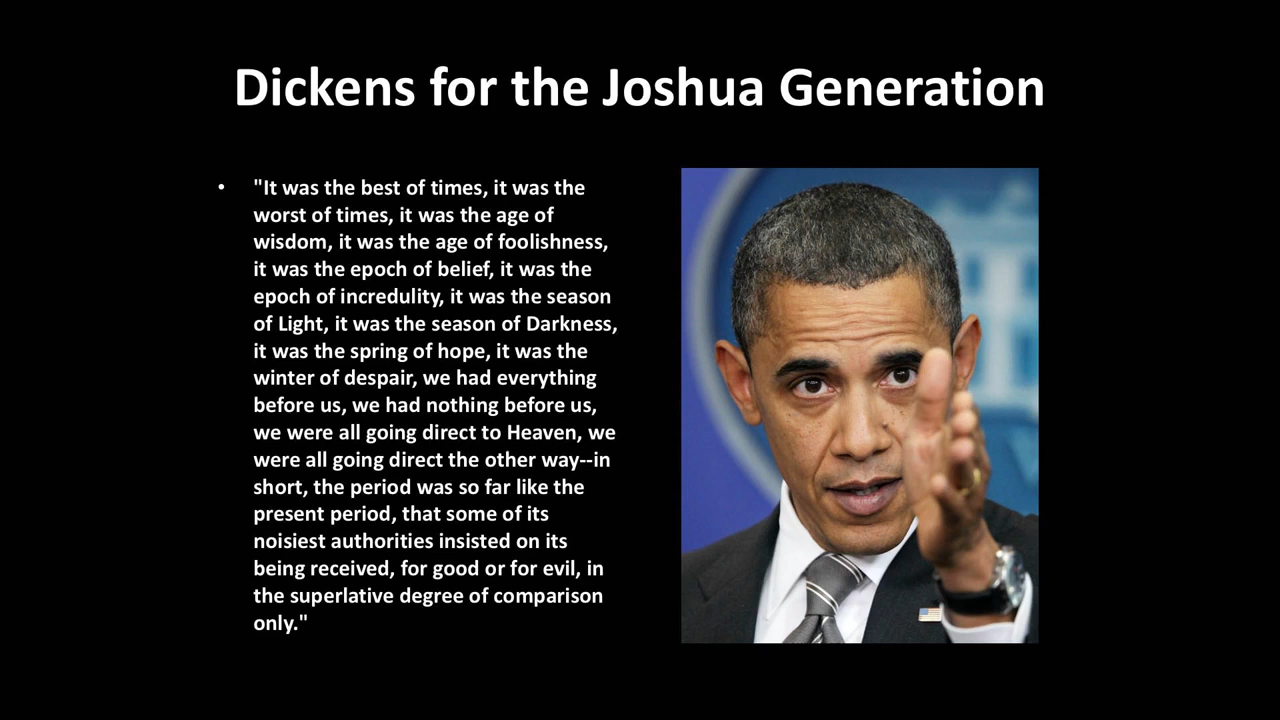 Dickens for the Joshua Generation
• "It was the best of times, it was the
worst of times, it was the age of
wisdom, it was the age of foolishness,
it was the epoch of belief, it was the
epoch of incredulity, it was the season
of Light, it was the season of Darkness,
it was the spring of hope, it was the
winter of despair, we had everything
before us, we had nothing before us,
we were all going direct to Heaven, we
were all going direct the other way--in
short, the period was so far like the
present period, that some of its
noisiest authorities insisted on its
being received, for good or for evil, in
the superlative degree of comparison
only."